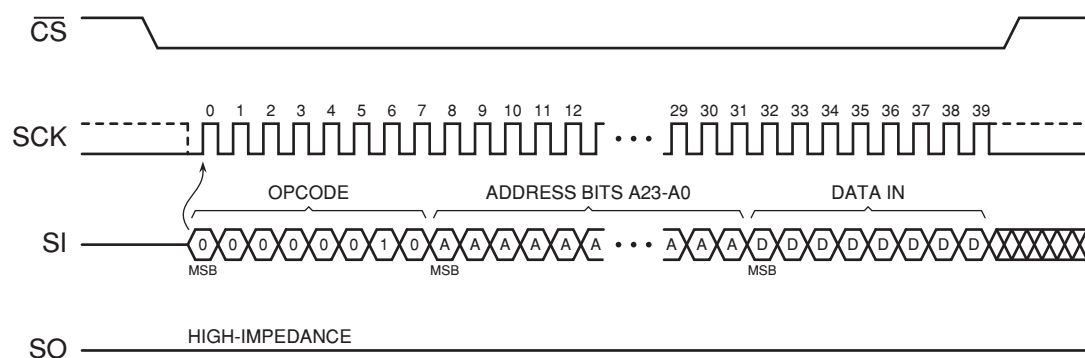 CS
0 1 2 3 4 5 6 7 8 9 10 11 12 29 30 31 32 33 34 35 36 37 38 39
SCK
OPCODE ADDRESS BITS A23-A0 DATA IN
SI 0 0 0 0 0 0 1 0 A A A A A A A A A D D D D D D D D
MSB MSB MSB
HIGH-IMPEDANCE
SO